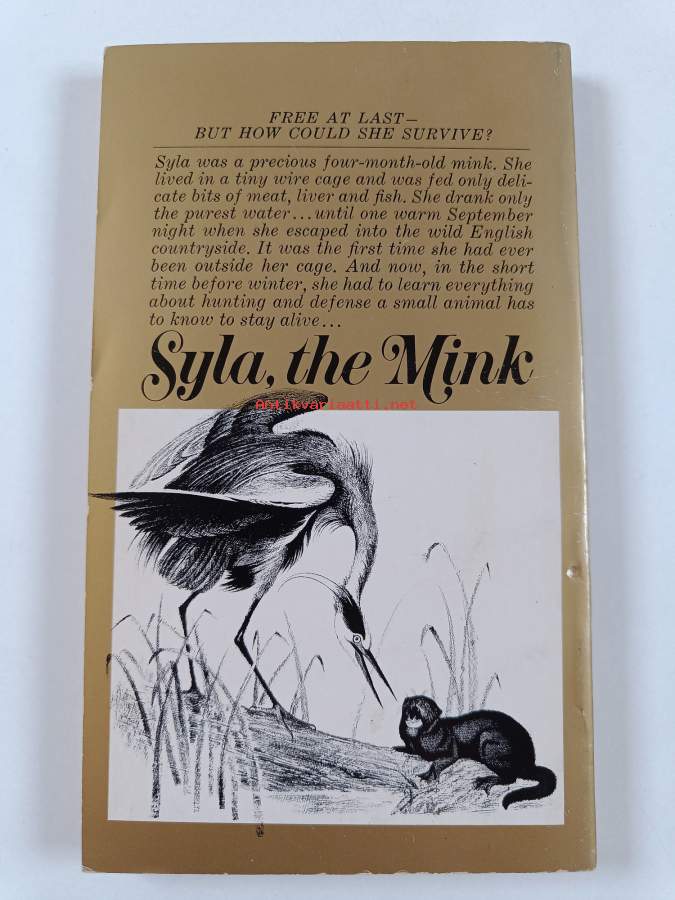 FREE AT LAST—
BUT HOW COULD SHE SURVIVE?
Syla was a precious four-month-old mink. She
lived in a tiny wire cage and was fed only deli-
cate bits of meat, liver and fish. She drank only
the purest water...until one warm September
night when she escaped into the wild English
countryside. It was the first time she had ever
been outside her cage. And now, in the short
time before winter, she had to learn everything
about hunting and defense a small animal has
to know to stay alive...
Syla, the Mink
Antikvariaatti.net